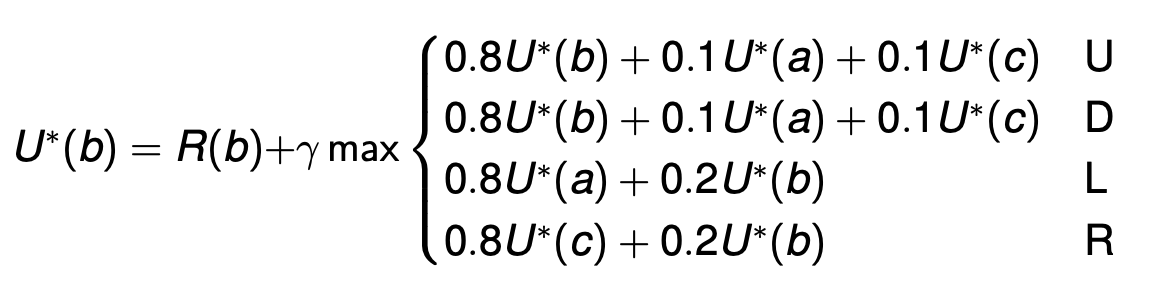 0.8U*(b) + 0.1U*(a) + 0.1U*(c) U
0.8U*(b) + 0.1U*(a) + 0.1U*(c) D
U*(b) = R(b)+γ max
0.8U*(a) + 0.2U*(b) L
0.8U*(c) + 0.2U*(b) R